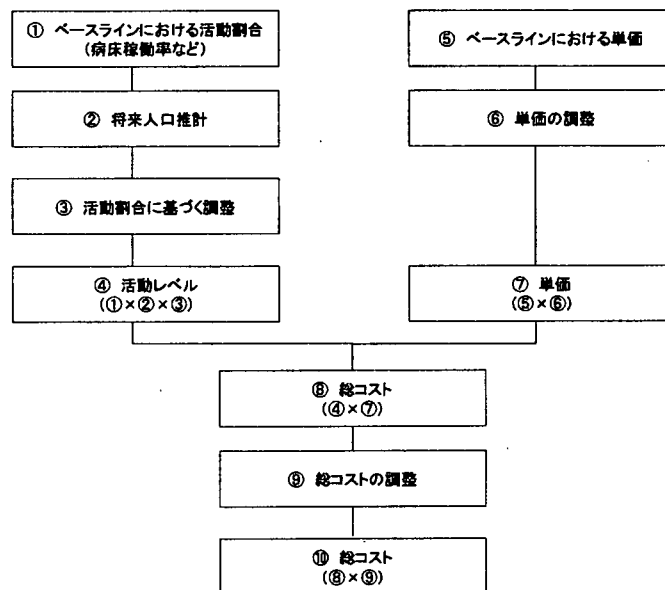 ① ベースラインにおける活動割合
(病床稼働率など)
② 将来人口推計
③ 活動割合に基づく調整
④ 活動レベル
(①×②×③)
⑤ ベースラインにおける単価
⑥ 単価の調整
⑦ 単価
(⑤×⑥)
⑧ 総コスト
(④×⑦)
⑨ 総コストの調整
⑩ 総コスト
(⑧×⑨)